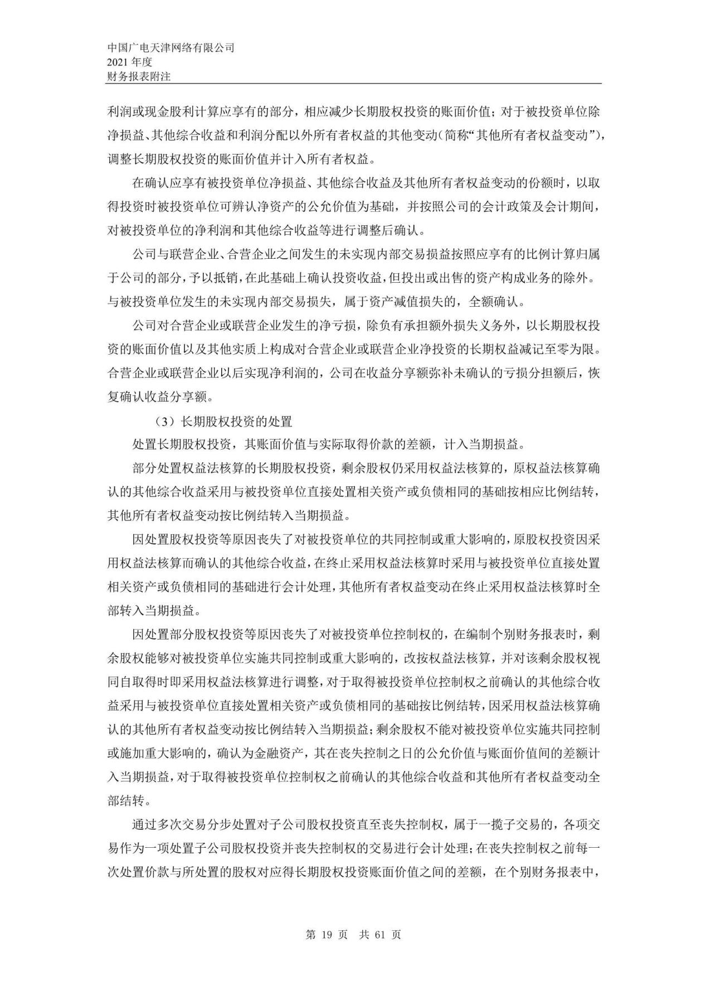 中国广电天津网络有限公司
2021 年度
财务报表附注
利润或现金股利计算应享有的部分，相应减少长期股权投资的账面价值；对于被投资单位除
净损益、其他综合收益和利润分配以外所有者权益的其他变动（简称“其他所有者权益变动”），
调整长期股权投资的账面价值并计入所有者权益。
在确认应享有被投资单位净损益、其他综合收益及其他所有者权益变动的份额时，以取
得投资时被投资单位可辨认净资产的公允价值为基础，并按照公司的会计政策及会计期间，
对被投资单位的净利润和其他综合收益等进行调整后确认。
公司与联营企业、合营企业之间发生的未实现内部交易损益按照应享有的比例计算归属
于公司的部分，予以抵销，在此基础上确认投资收益，但投出或出售的资产构成业务的除外。
与被投资单位发生的未实现内部交易损失，属于资产减值损失的，全额确认。
公司对合营企业或联营企业发生的净亏损，除负有承担额外损失义务外，以长期股权投
资的账面价值以及其他实质上构成对合营企业或联营企业净投资的长期权益减记至零为限。
合营企业或联营企业以后实现净利润的，公司在收益分享额弥补未确认的亏损分担额后，恢
复确认收益分享额。
（3）长期股权投资的处置
处置长期股权投资，其账面价值与实际取得价款的差额，计入当期损益。
部分处置权益法核算的长期股权投资，剩余股权仍采用权益法核算的，原权益法核算确
认的其他综合收益采用与被投资单位直接处置相关资产或负债相同的基础按相应比例结转，
其他所有者权益变动按比例结转入当期损益。
因处置股权投资等原因丧失了对被投资单位的共同控制或重大影响的，原股权投资因采
用权益法核算而确认的其他综合收益，在终止采用权益法核算时采用与被投资单位直接处置
相关资产或负债相同的基础进行会计处理，其他所有者权益变动在终止采用权益法核算时全
部转入当期损益。
因处置部分股权投资等原因丧失了对被投资单位控制权的，在编制个别财务报表时，剩
余股权能够对被投资单位实施共同控制或重大影响的，改按权益法核算，并对该剩余股权视
同自取得时即采用权益法核算进行调整，对于取得被投资单位控制权之前确认的其他综合收
益采用与被投资单位直接处置相关资产或负债相同的基础按比例结转，因采用权益法核算确
认的其他所有者权益变动按比例结转入当期损益；剩余股权不能对被投资单位实施共同控制
或施加重大影响的，确认为金融资产，其在丧失控制之日的公允价值与账面价值间的差额计
入当期损益，对于取得被投资单位控制权之前确认的其他综合收益和其他所有者权益变动全
部结转。
通过多次交易分步处置对子公司股权投资直至丧失控制权，属于一揽子交易的，各项交
易作为一项处置子公司股权投资并丧失控制权的交易进行会计处理；在丧失控制权之前每一
次处置价款与所处置的股权对应得长期股权投资账面价值之间的差额，在个别财务报表中，
第 19 页 共 61 页